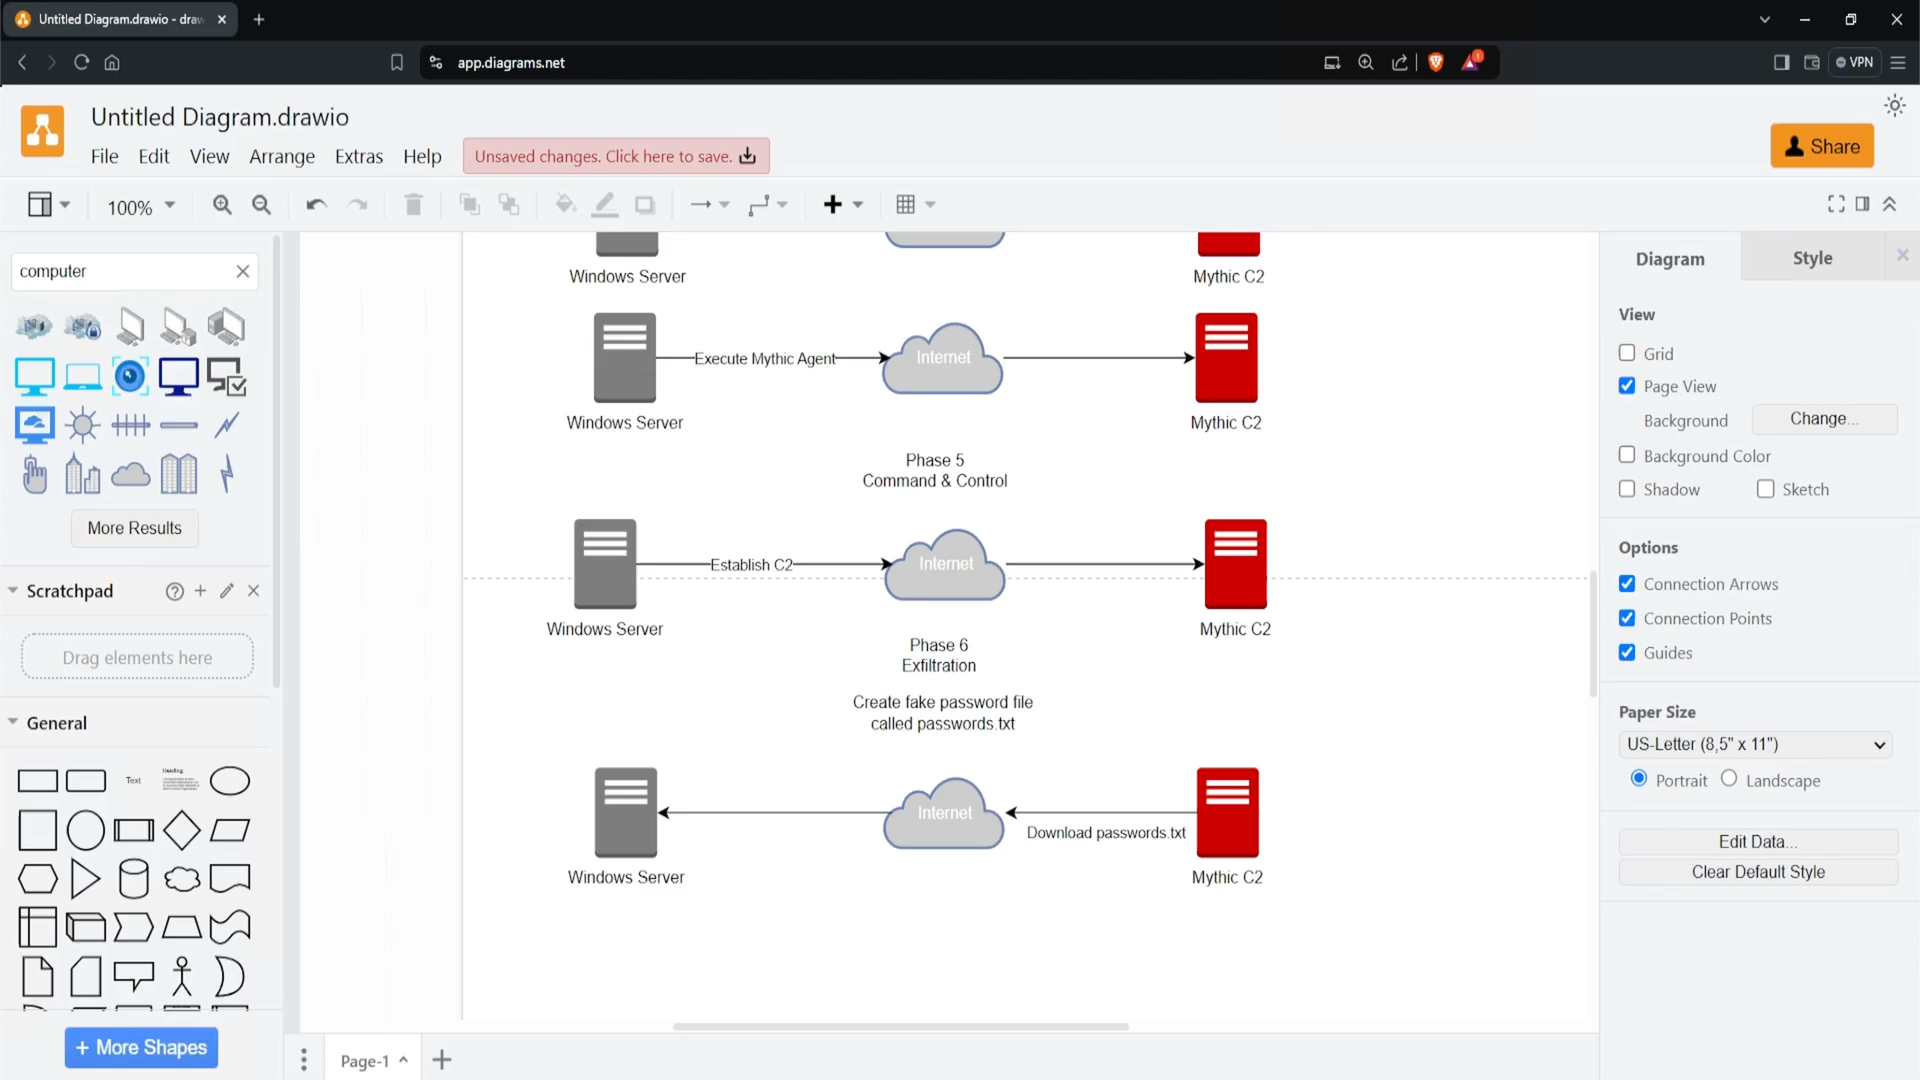 Untitled Diagram.drawio - draw
app.diagrams.net
VPN
Untitled Diagram.drawio
File Edit View Arrange Extras Help
Unsaved changes. Click here to save.
Share
100%
computer
More Results
Scratchpad
Drag elements here
General
Text
Heading
More Shapes
Windows Server
Mythic C2
Execute Mythic Agent
Internet
Windows Server
Mythic C2
Phase 5
Command & Control
Establish C2
Internet
Windows Server
Mythic C2
Phase 6
Exfiltration
Create fake password file
called passwords.txt
Internet
Download passwords.txt
Windows Server
Mythic C2
Page-1
Diagram
Style
View
Grid
Page View
Background
Change...
Background Color
Shadow
Sketch
Options
Connection Arrows
Connection Points
Guides
Paper Size
US-Letter (8,5" x 11")
Portrait
Landscape
Edit Data...
Clear Default Style